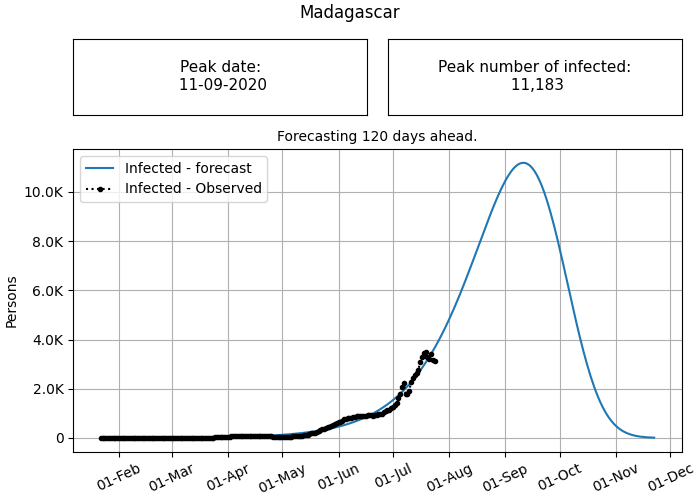 Madagascar
Peak date:
11-09-2020
Peak number of infected:
11,183
Forecasting 120 days ahead.
Infected - forecast
Infected - Observed
10.0K
8.0K
6.0K
4.0K
2.0K
0
Persons
01-Feb
01-Mar
01-Apr
01-May
01-Jun
01-Jul
01-Aug
01-Sep
01-Oct
01-Nov
01-Dec